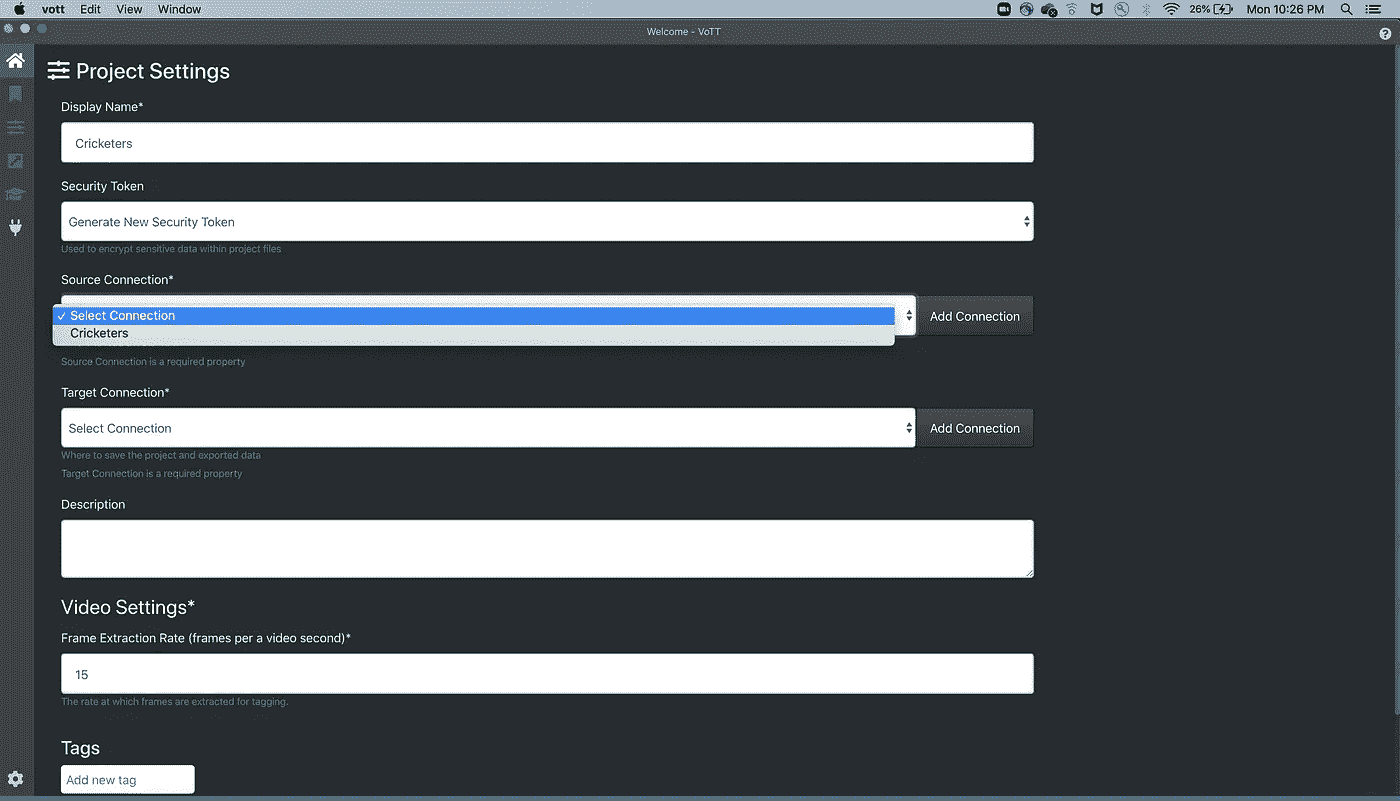 vott Edit View Window 26% Mon 10:26 PM
Welcome - VoTT
Project Settings
Display Name*
Cricketers
Security Token
Generate New Security Token
Used to encrypt sensitive data within project files
Source Connection*
✓ Select Connection
Add Connection
Cricketers
Source Connection is a required property
Target Connection*
Select Connection
Add Connection
Where to save the project and exported data
Target Connection is a required property
Description
Video Settings*
Frame Extraction Rate (frames per a video second)*
15
The rate at which frames are extracted for tagging.
Tags
Add new tag